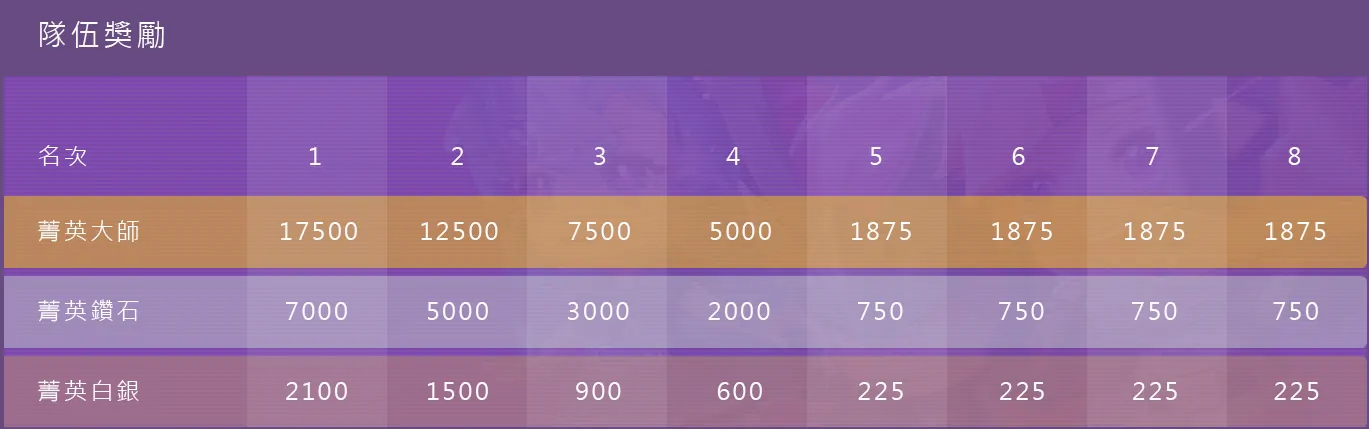 隊伍獎勵
名次 1 2 3 4 5 6 7 8
菁英大師 17500 12500 7500 5000 1875 1875 1875 1875
菁英鑽石 7000 5000 3000 2000 750 750 750 750
菁英白銀 2100 1500 900 600 225 225 225 225